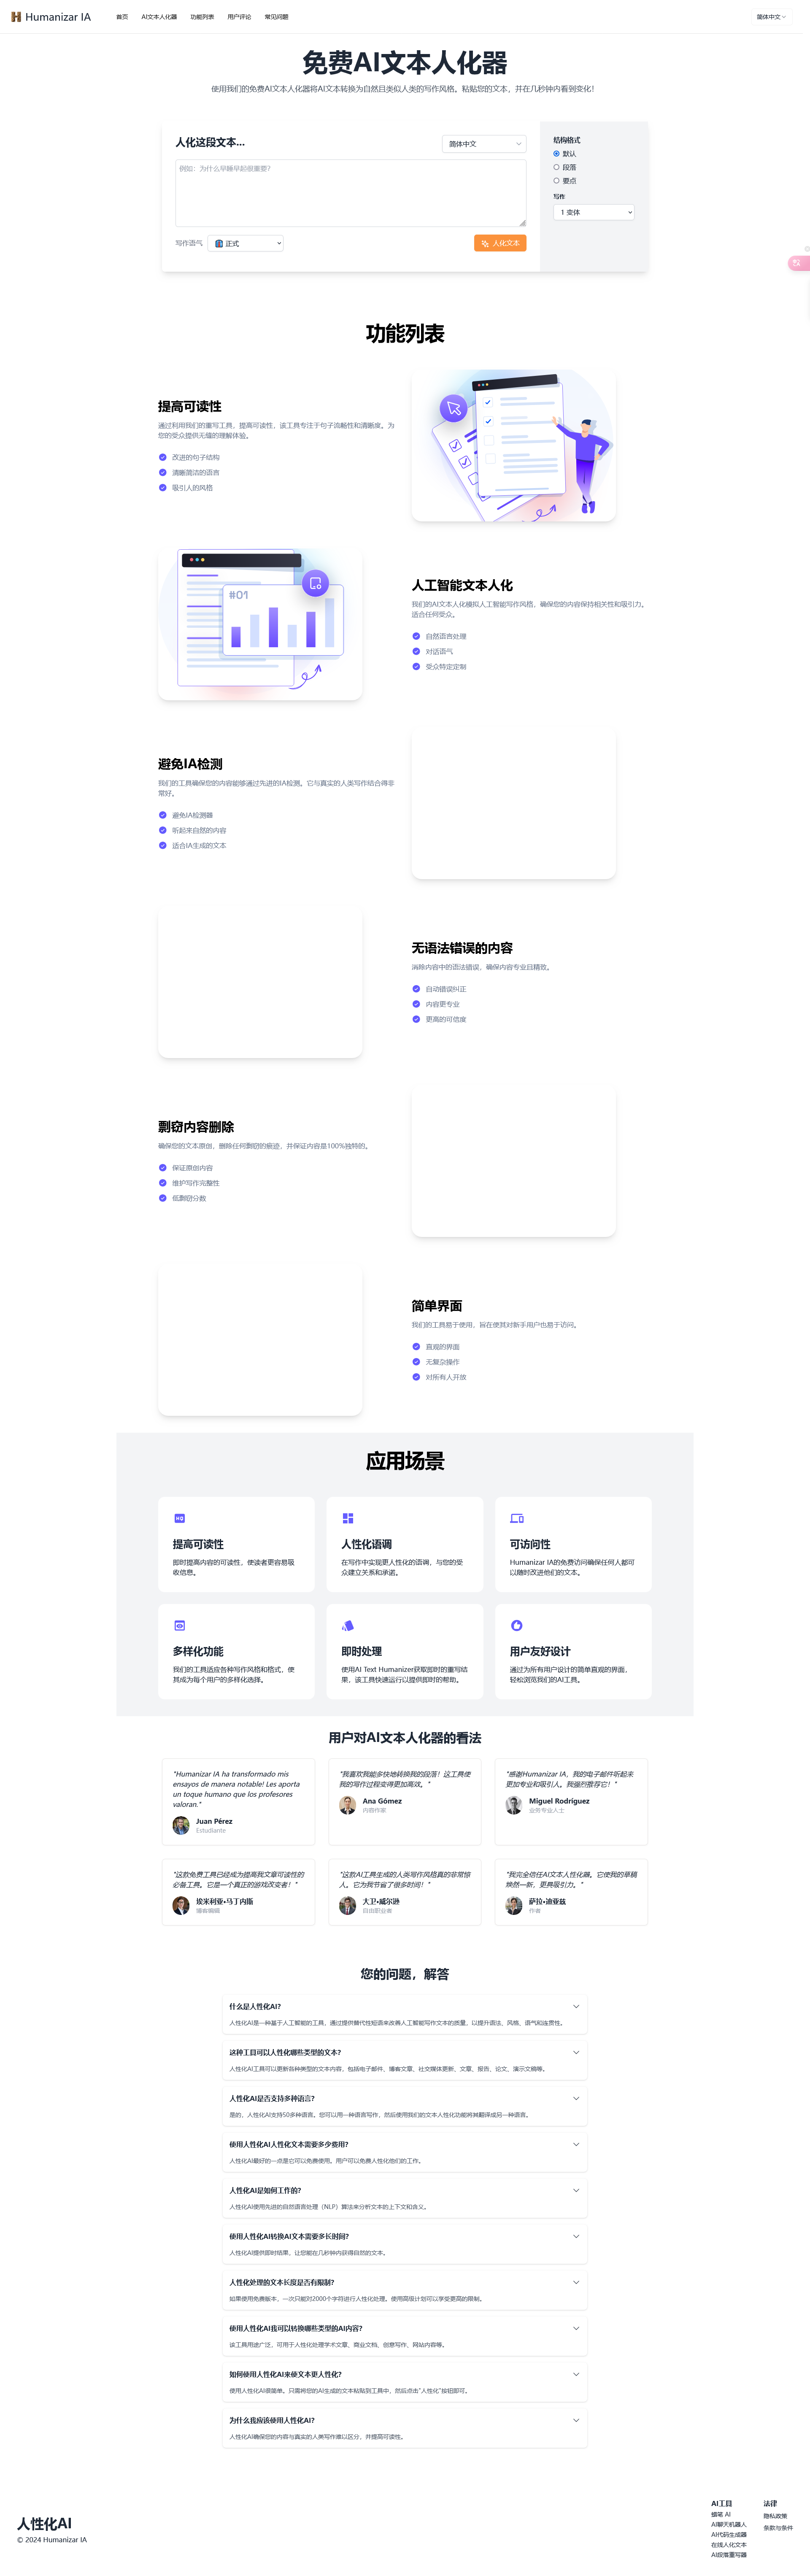 Humanizar IA
首页
AI文本人化器
功能列表
用户评论
常见问题
简体中文
免费AI文本人化器
使用我们的免费AI文本人化器将AI文本转换为自然且类似人类的写作风格。粘贴您的文本，并在几秒钟内看到变化!
人化这段文本...
简体中文
例如：为什么早睡早起很重要?
写作语气
正式
人化文本
结构格式
默认
段落
要点
写作
1 变体
功能列表
提高可读性
通过利用我们的重写工具，提高可读性，该工具专注于句子流畅性和清晰度。为
您的受众提供无缝的理解体验。
改进的句子结构
清晰简洁的语言
吸引人的风格
#01
人工智能文本人化
我们的AI文本人化模拟人工智能写作风格，确保您的内容保持相关性和吸引力。
适合任何受众。
自然语言处理
对话语气
受众特定定制
避免IA检测
我们的工具确保您的内容能够通过先进的IA检测。它与真实的人类写作结合得非
常好。
避免IA检测器
听起来自然的内容
适合IA生成的文本
无语法错误的内容
消除内容中的语法错误，确保内容专业且精致。
自动错误纠正
内容更专业
更高的可信度
剽窃内容删除
确保您的文本原创，删除任何剽窃的痕迹，并保证内容是100%独特的。
保证原创内容
维护写作完整性
低剽窃分数
简单界面
我们的工具易于使用，旨在使其对新手用户也易于访问。
直观的界面
无复杂操作
对所有人开放
应用场景
提高可读性
即时提高内容的可读性，使读者更容易吸
收信息。
人性化语调
在写作中实现更人性化的语调，与您的受
众建立关系和承诺。
可访问性
Humanizar IA的免费访问确保任何人都可
以随时改进他们的文本。
多样化功能
我们的工具适应各种写作风格和格式，使
其成为每个用户的多样化选择。
即时处理
使用AI Text Humanizer获取即时的重写结
果，该工具快速运行以提供即时的帮助。
用户友好设计
通过为所有用户设计的简单直观的界面，
轻松浏览我们的AI工具。
用户对AI文本人化器的看法
"Humanizar IA ha transformado mis
ensayos de manera notable! Les aporta
un toque humano que los profesores
valoran."
Juan Pérez
Estudiante
"我喜欢我能多快地转换我的段落！这工具使
我的写作过程变得更加高效。"
Ana Gómez
内容作家
"感谢Humanizar IA，我的电子邮件听起来
更加专业和吸引人。我强烈推荐它！"
Miguel Rodríguez
业务专业人士
"这款免费工具已经成为提高我文章可读性的
必备工具。它是一个真正的游戏改变者！"
埃米利亚•马丁内斯
博客编辑
"这款AI工具生成的人类写作风格真的非常惊
人。它为我节省了很多时间！"
大卫•威尔逊
自由职业者
"我完全信任AI文本人化器。它使我的草稿
焕然一新，更具吸引力。"
萨拉•迪亚兹
作者
您的问题，解答
什么是人性化AI?
人性化AI是一种基于人工智能的工具，通过提供替代性短语来改善人工智能写作文本的质量，以提升语法、风格、语气和连贯性。
这种工具可以人性化哪些类型的文本?
人性化AI工具可以更新各种类型的文本内容，包括电子邮件、博客文章、社交媒体更新、文章、报告、论文、演示文稿等。
人性化AI是否支持多种语言?
是的，人性化AI支持50多种语言。您可以用一种语言写作，然后使用我们的文本人性化功能将其翻译成另一种语言。
使用人性化AI人性化文本需要多少费用?
人性化AI最好的一点是它可以免费使用。用户可以免费人性化他们的工作。
人性化AI是如何工作的?
人性化AI使用先进的自然语言处理（NLP）算法来分析文本的上下文和含义。
使用人性化AI转换AI文本需要多长时间?
人性化AI提供即时结果，让您能在几秒钟内获得自然的文本。
人性化处理的文本长度是否有限制?
如果使用免费版本，一次只能对2000个字符进行人性化处理。使用高级计划可以享受更高的限制。
使用人性化AI我可以转换哪些类型的AI内容?
该工具用途广泛，可用于人性化处理学术文章、商业文档、创意写作、网站内容等。
如何使用人性化AI来使文本更人性化?
使用人性化AI很简单。只需将您的AI生成的文本粘贴到工具中，然后点击"人性化"按钮即可。
为什么我应该使用人性化AI?
人性化AI确保您的内容与真实的人类写作难以区分，并提高可读性。
人性化AI
© 2024 Humanizar IA
AI工具
蜡笔 AI
AI聊天机器人
AI代码生成器
在线人化文本
AI段落重写器
法律
隐私政策
条款与条件